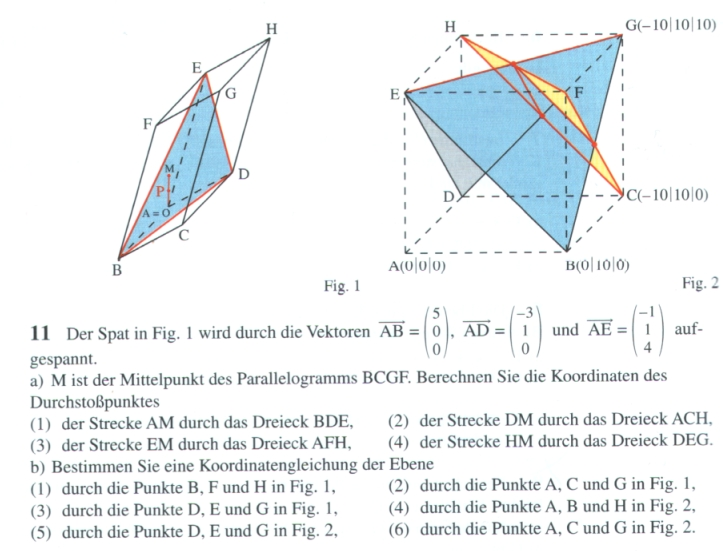 H
G(−10|10|10)
E
G
F
M
P
A=O
D
C
B
Fig. 1
H
E
F
D
C(−10|10|0)
A(0|0|0)
B(0|10|0)
Fig. 2
11 Der Spat in Fig. 1 wird durch die Vektoren AB⃗ = (5 0 0), AD⃗ = (−3 1 0) und AE⃗ = (−1 1 4) auf-
gespannt.
a) M ist der Mittelpunkt des Parallelogramms BCGF. Berechnen Sie die Koordinaten des
Durchstoßpunktes
(1) der Strecke AM durch das Dreieck BDE, (2) der Strecke DM durch das Dreieck ACH,
(3) der Strecke EM durch das Dreieck AFH, (4) der Strecke HM durch das Dreieck DEG.
b) Bestimmen Sie eine Koordinatengleichung der Ebene
(1) durch die Punkte B, F und H in Fig. 1, (2) durch die Punkte A, C und G in Fig. 1,
(3) durch die Punkte D, E und G in Fig. 1, (4) durch die Punkte A, B und H in Fig. 2,
(5) durch die Punkte D, E und G in Fig. 2, (6) durch die Punkte A, C und G in Fig. 2.